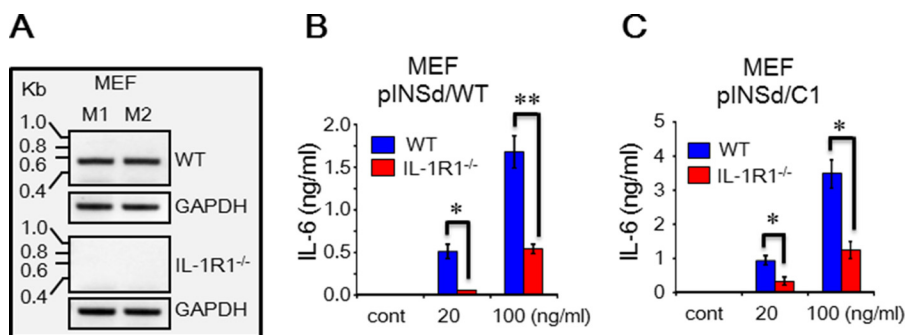 A
MEF
Kb
M1 M2
1.0
0.8
0.6
0.4
WT
GAPDH
1.0
0.8
0.6
0.4
IL-1R1-/-
GAPDH
B
MEF
pINSd/WT
**
2.0
1.5
1.0
0.5
0.0
IL-6 (ng/ml)
WT
IL-1R1-/-
*
cont 20 100 (ng/ml)
C
MEF
pINSd/C1
*
5
4
3
2
1
0
IL-6 (ng/ml)
WT
IL-1R1-/-
*
cont 20 100 (ng/ml)